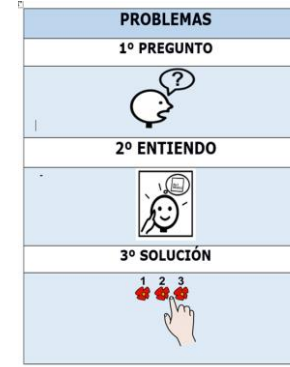 PROBLEMAS
1º PREGUNTO
?
2º ENTIENDO
3º SOLUCIÓN
1 2 3